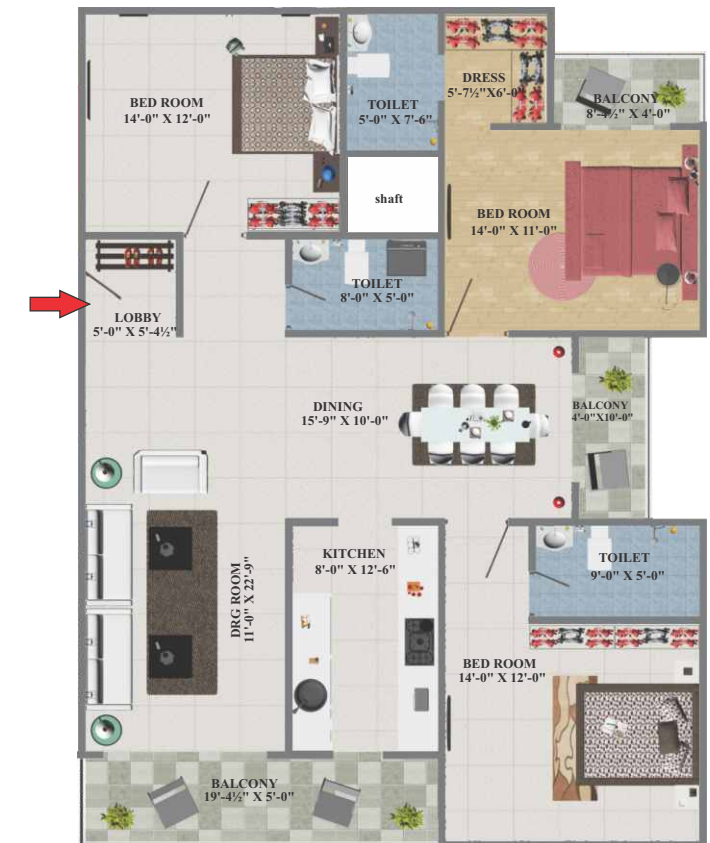 BED ROOM
14'-0" X 12'-0"
TOILET
5'-0" X 7'-6"
DRESS
5'-7½"X6'-0"
BALCONY
8'-4½" X 4'-0"
shaft
BED ROOM
14'-0" X 11'-0"
TOILET
8'-0" X 5'-0"
LOBBY
5'-0" X 5'-4½"
DINING
15'-9" X 10'-0"
BALCONY
4'-0"X10'-0"
KITCHEN
8'-0" X 12'-6"
DRG ROOM
11'-0" X 22'-9"
TOILET
9'-0" X 5'-0"
BED ROOM
14'-0" X 12'-0"
BALCONY
19'-4½" X 5'-0"